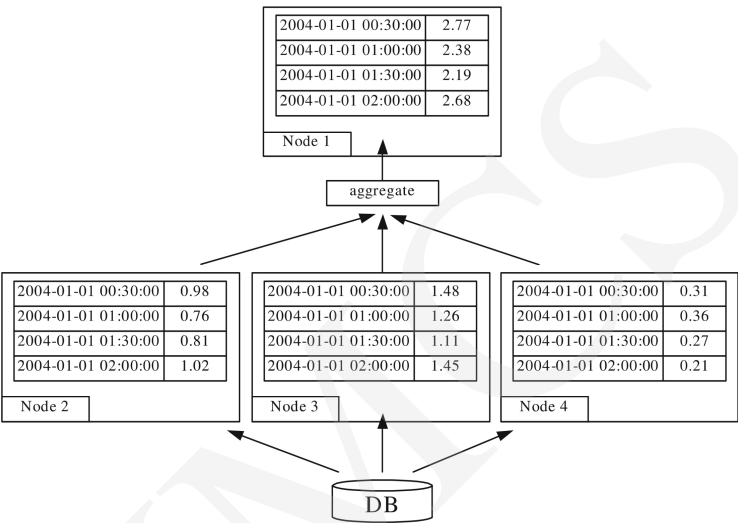 2004-01-01 00:30:00 2.77
2004-01-01 01:00:00 2.38
2004-01-01 01:30:00 2.19
2004-01-01 02:00:00 2.68
Node 1
aggregate
2004-01-01 00:30:00 0.98
2004-01-01 01:00:00 0.76
2004-01-01 01:30:00 0.81
2004-01-01 02:00:00 1.02
Node 2
2004-01-01 00:30:00 1.48
2004-01-01 01:00:00 1.26
2004-01-01 01:30:00 1.11
2004-01-01 02:00:00 1.45
Node 3
2004-01-01 00:30:00 0.31
2004-01-01 01:00:00 0.36
2004-01-01 01:30:00 0.27
2004-01-01 02:00:00 0.21
Node 4
DB